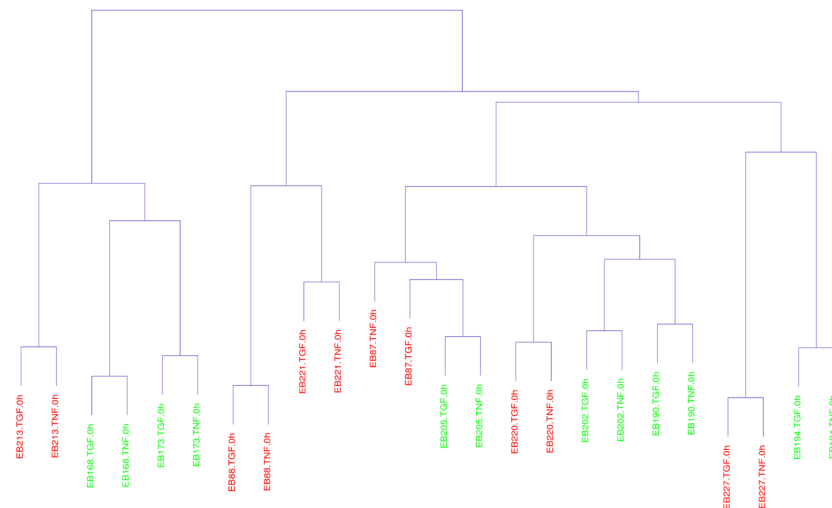 EB213.TGF.0h
EB213.TNF.0h
EB168.TGF.0h
EB168.TNF.0h
EB173.TGF.0h
EB173.TNF.0h
EB88.TGF.0h
EB88.TNF.0h
EB221.TGF.0h
EB221.TNF.0h
EB87.TNF.0h
EB87.TGF.0h
EB205.TGF.0h
EB205.TNF.0h
EB220.TGF.0h
EB220.TNF.0h
EB202.TGF.0h
EB202.TNF.0h
EB190.TGF.0h
EB190.TNF.0h
EB227.TGF.0h
EB227.TNF.0h
EB194.TGF.0h
EB194.TNF.0h